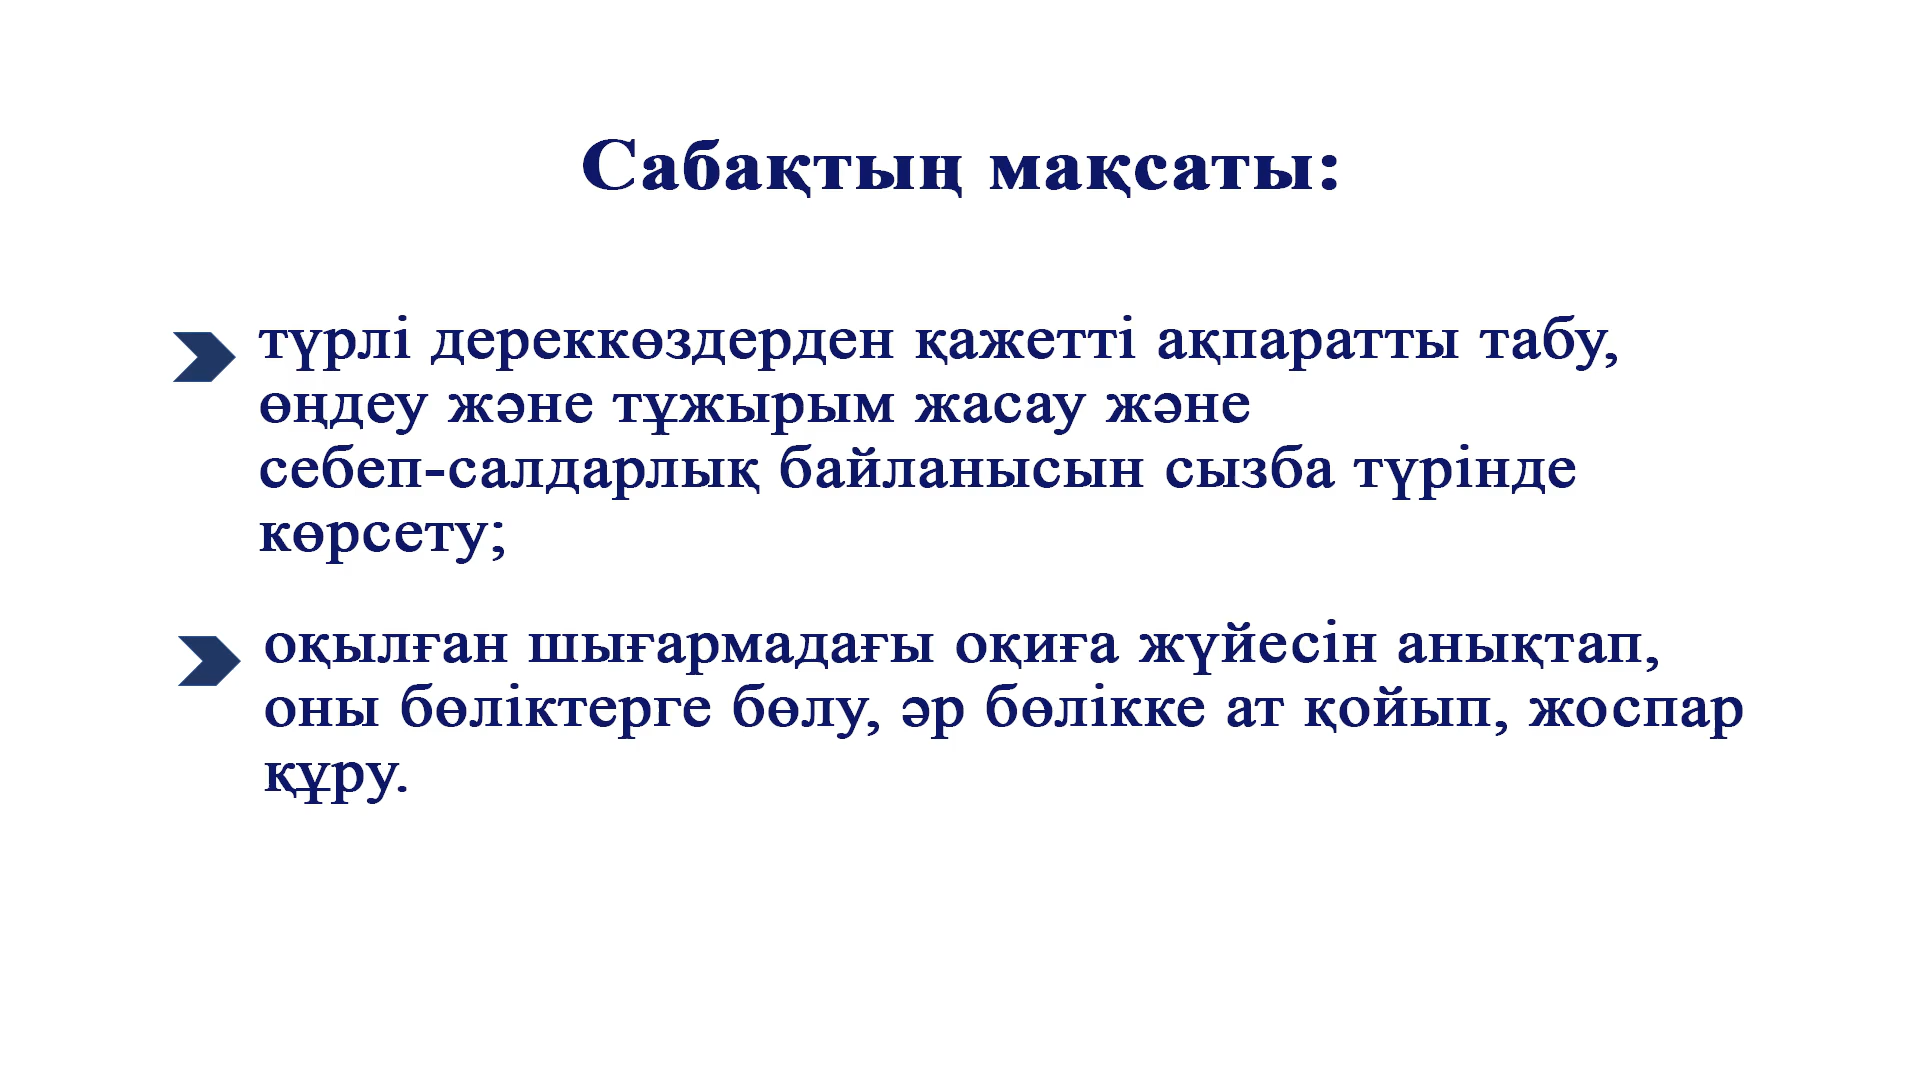 Сабақтың мақсаты:
түрлі дереккөздерден қажетті ақпаратты табу,
өңдеу және тұжырым жасау және
себеп-салдарлық байланысын сызба түрінде
көрсету;
оқылған шығармадағы оқиға жүйесін анықтап,
оны бөліктерге бөлу, әр бөлікке ат қойып, жоспар
құру.